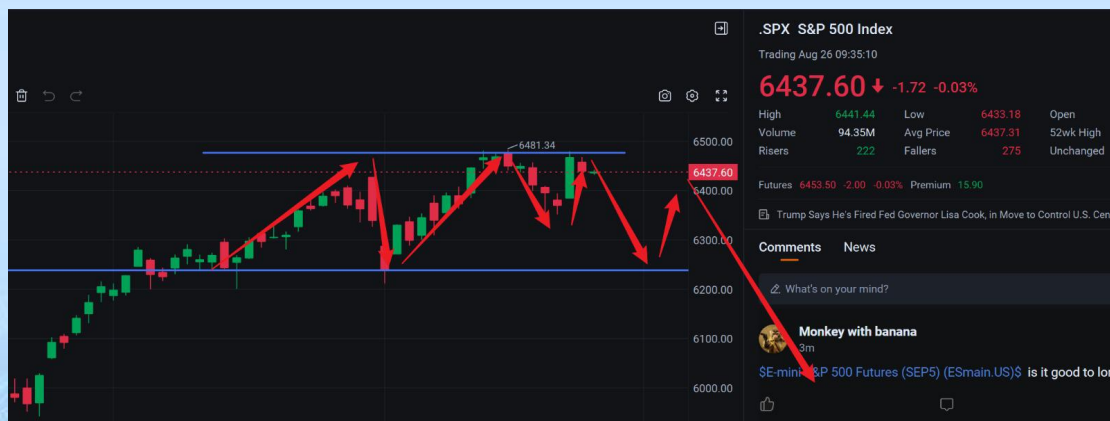 .SPX S&P 500 Index
Trading Aug 26 09:35:10
6437.60 -1.72 -0.03%
High 6441.44 Low 6433.18 Open
Volume 94.35M Avg Price 6437.31 52wk High
Risers 222 Fallers 275 Unchanged
Futures 6453.50 -2.00 -0.03% Premium 15.90
Trump Says He's Fired Fed Governor Lisa Cook, in Move to Control U.S. Cen
Comments News
What's on your mind?
Monkey with banana
3m
$E-mini S&P 500 Futures (SEP5) (ESmain.US)$ is it good to lon
6481.34
6500.00
6437.60
6400.00
6300.00
6200.00
6100.00
6000.00